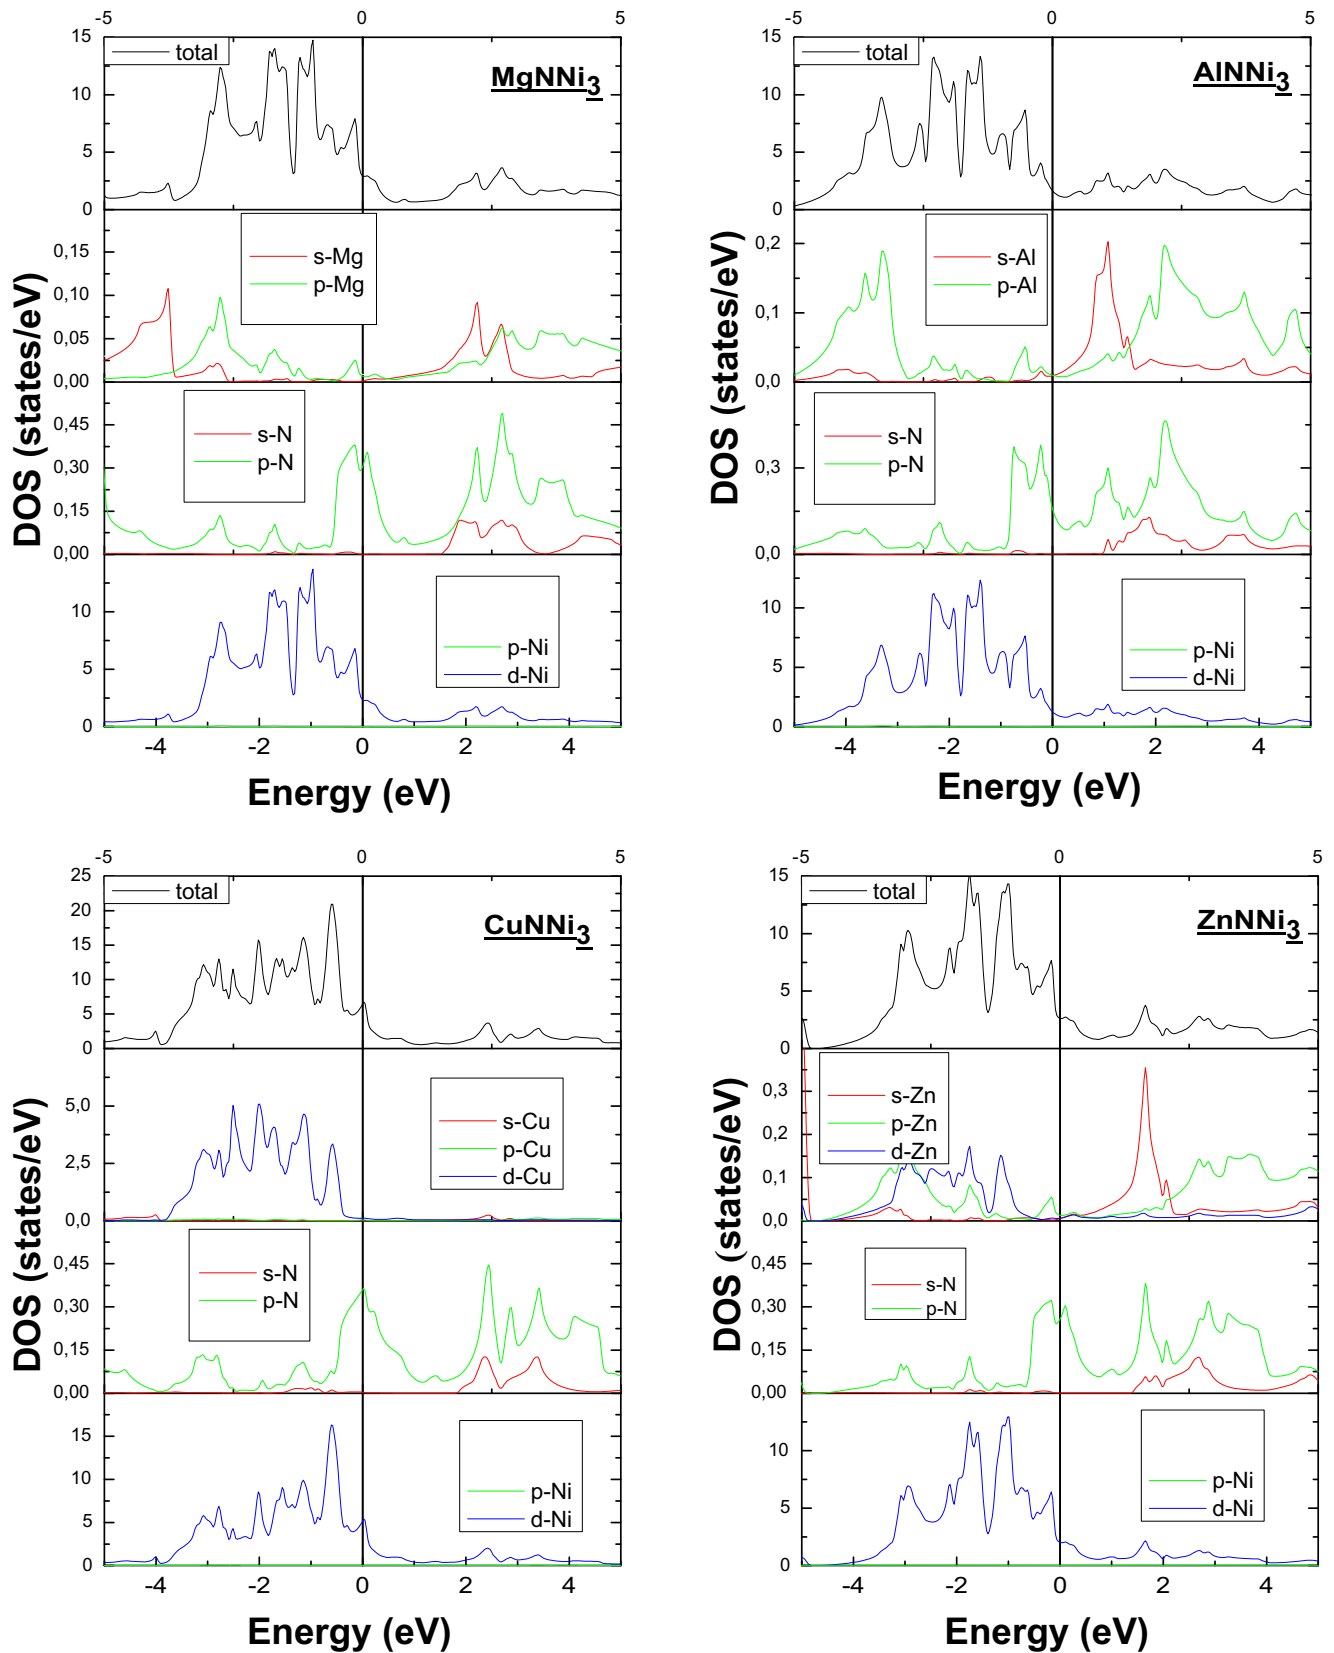 -5 0 5
15
10
5
0
total
MgNNi3
0,15
0,10
0,05
0,00
s-Mg
p-Mg
0,45
0,30
0,15
0,00
s-N
p-N
10
5
0
p-Ni
d-Ni
-4 -2 0 2 4
DOS (states/eV)
Energy (eV)
-5 0 5
15
10
5
0
total
AlNNi3
0,2
0,1
0,0
s-Al
p-Al
0,3
0,0
s-N
p-N
10
5
0
p-Ni
d-Ni
-4 -2 0 2 4
DOS (states/eV)
Energy (eV)
-5 0 5
25
20
15
10
5
0
total
CuNNi3
5,0
2,5
0,0
s-Cu
p-Cu
d-Cu
0,45
0,30
0,15
0,00
s-N
p-N
15
10
5
0
p-Ni
d-Ni
-4 -2 0 2 4
DOS (states/eV)
Energy (eV)
-5 0 5
15
10
5
0
total
ZnNNi3
0,3
0,2
0,1
0,0
s-Zn
p-Zn
d-Zn
0,45
0,30
0,15
0,00
s-N
p-N
10
5
0
p-Ni
d-Ni
-4 -2 0 2 4
DOS (states/eV)
Energy (eV)